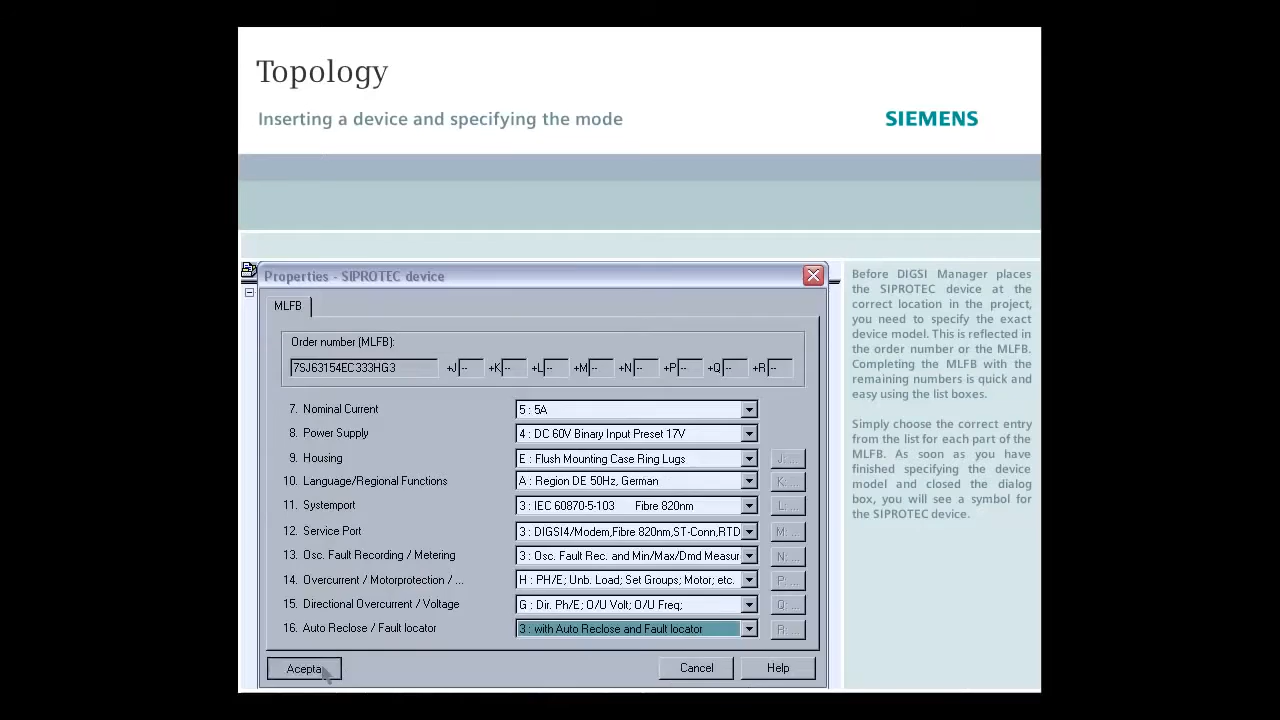 Topology
Inserting a device and specifying the mode
SIEMENS
Properties - SIPROTEC device
MLFB
Order number (MLFB):
7SJ63154EC333HG3 +J -- +K -- +L -- +M -- +N -- +P -- +Q -- +R --
7. Nominal Current 5 : 5A
8. Power Supply 4 : DC 60V Binary Input Preset 17V
9. Housing E : Flush Mounting Case Ring Lugs J: ...
10. Language/Regional Functions A : Region DE 50Hz, German K: ...
11. Systemport 3 : IEC 60870-5-103 Fibre 820nm L: ...
12. Service Port 3 : DIGSI4/Modem,Fibre 820nm,ST-Conn,RTD M: ...
13. Osc. Fault Recording / Metering 3 : Osc. Fault Rec. and Min/Max/Dmd Measur N: ...
14. Overcurrent / Motorprotection / ... H : PH/E; Unb. Load; Set Groups; Motor; etc. P: ...
15. Directional Overcurrent / Voltage G : Dir. Ph/E; O/U Volt; O/U Freq; Q: ...
16. Auto Reclose / Fault locator 3 : with Auto Reclose and Fault locator R: ...
Acepta Cancel Help
Before DIGSI Manager places
the SIPROTEC device at the
correct location in the project,
you need to specify the exact
device model. This is reflected in
the order number or the MLFB.
Completing the MLFB with the
remaining numbers is quick and
easy using the list boxes.
Simply choose the correct entry
from the list for each part of the
MLFB. As soon as you have
finished specifying the device
model and closed the dialog
box, you will see a symbol for
the SIPROTEC device.